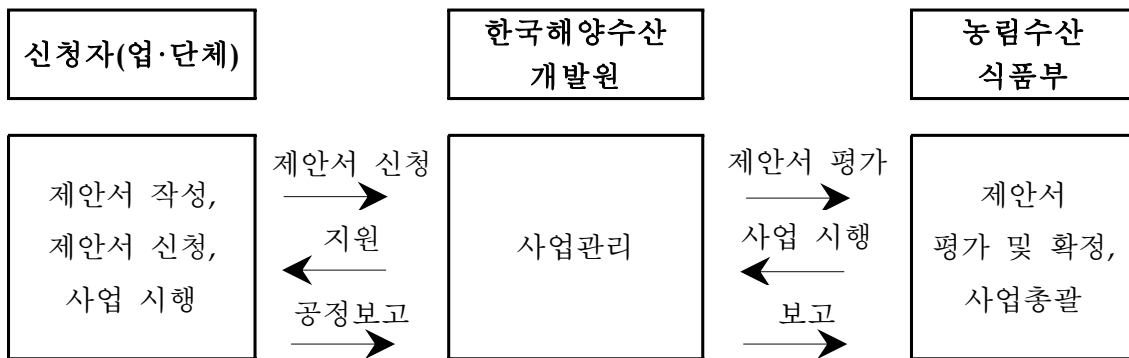 신청자(업·단체)
한국해양수산
개발원
농림수산
식품부
제안서 작성,
제안서 신청,
사업 시행
제안서 신청
지원
공정보고
사업관리
제안서 평가
사업 시행
보고
제안서
평가 및 확정,
사업총괄